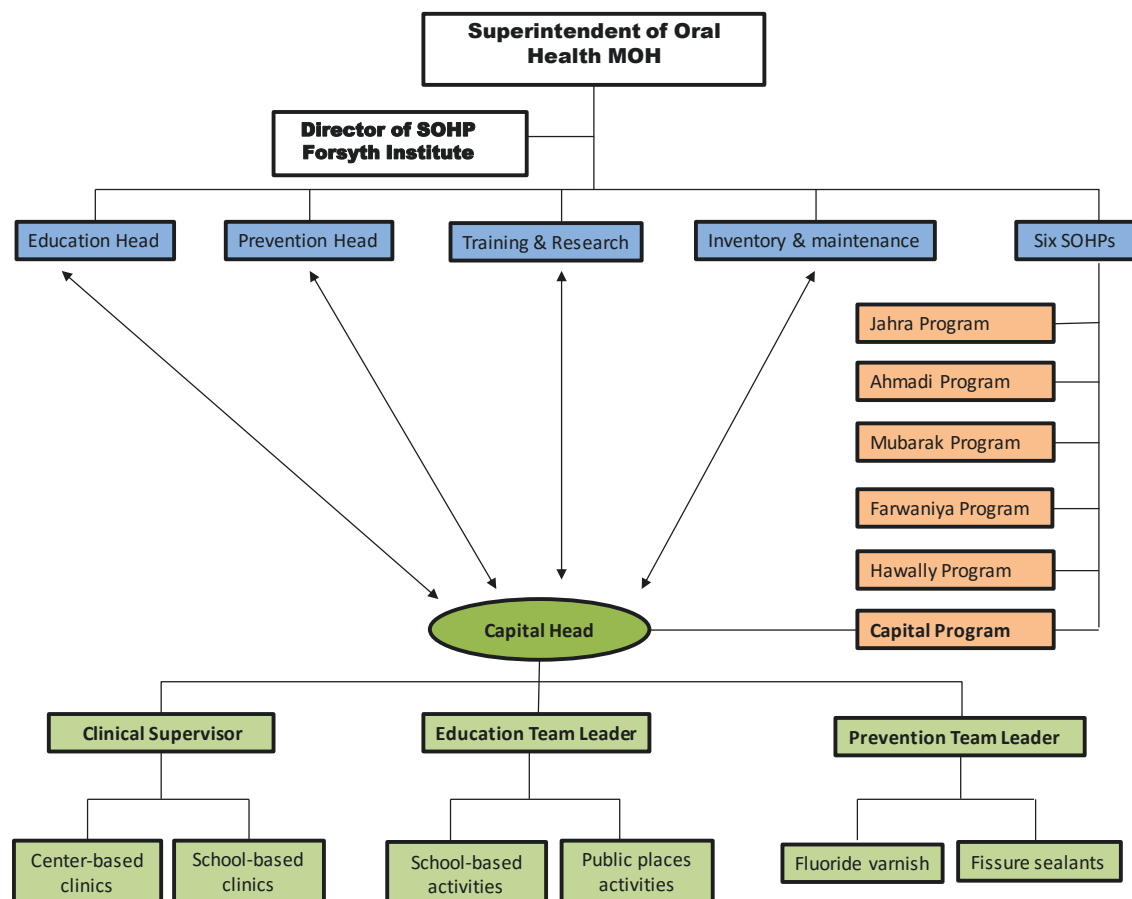 Superintendent of Oral
Health MOH
Director of SOHP
Forsyth Institute
Education Head
Prevention Head
Training & Research
Inventory & maintenance
Six SOHPs
Jahra Program
Ahmadi Program
Mubarak Program
Farwaniya Program
Hawally Program
Capital Head
Capital Program
Clinical Supervisor
Education Team Leader
Prevention Team Leader
Center-based
clinics
School-based
clinics
School-based
activities
Public places
activities
Fluoride varnish
Fissure sealants